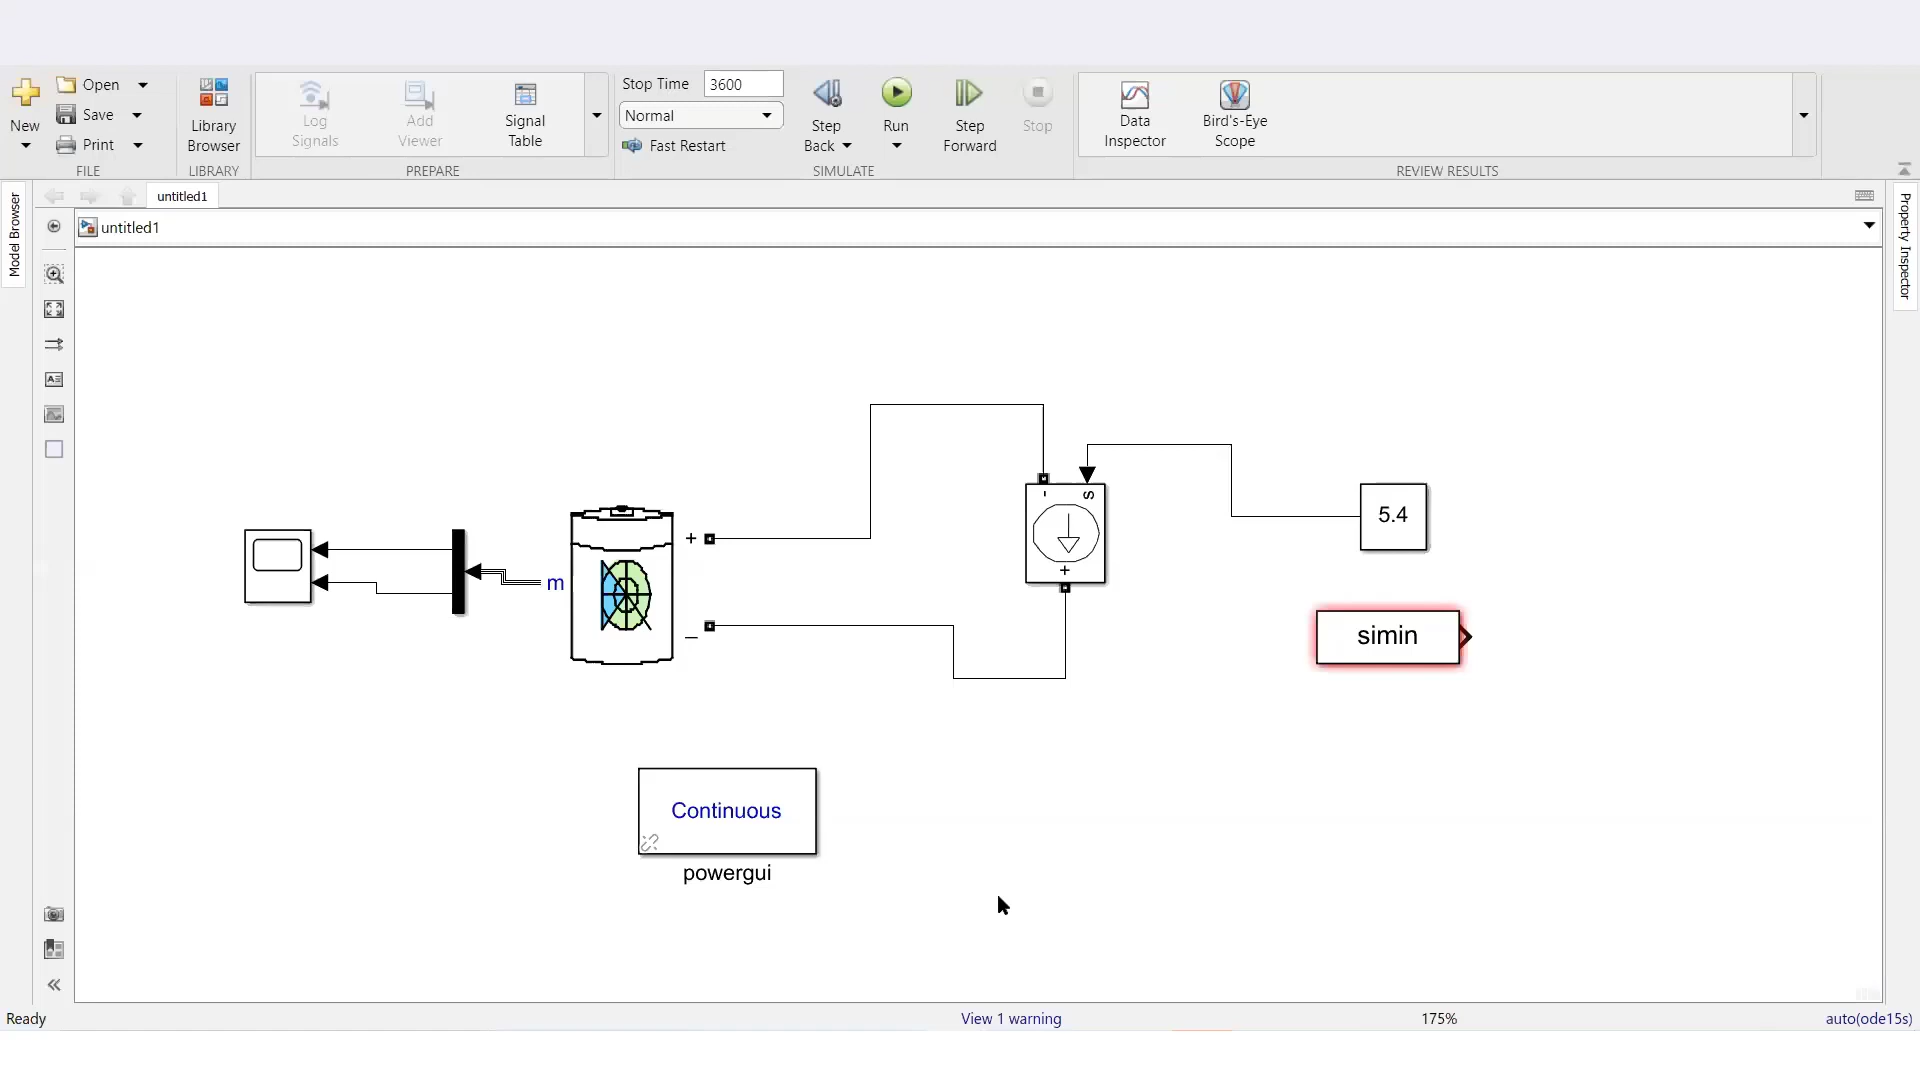 New
Open
Save
Print
FILE
Library
Browser
LIBRARY
Log
Signals
Add
Viewer
Signal
Table
PREPARE
Stop Time 3600
Normal
Fast Restart
Step
Back
Run
Step
Forward
Stop
SIMULATE
Data
Inspector
Bird's-Eye
Scope
REVIEW RESULTS
Model Browser
untitled1
untitled1
Property Inspector
m
+
_
-
s
+
5.4
simin
Continuous
powergui
Ready
View 1 warning
175%
auto(ode15s)